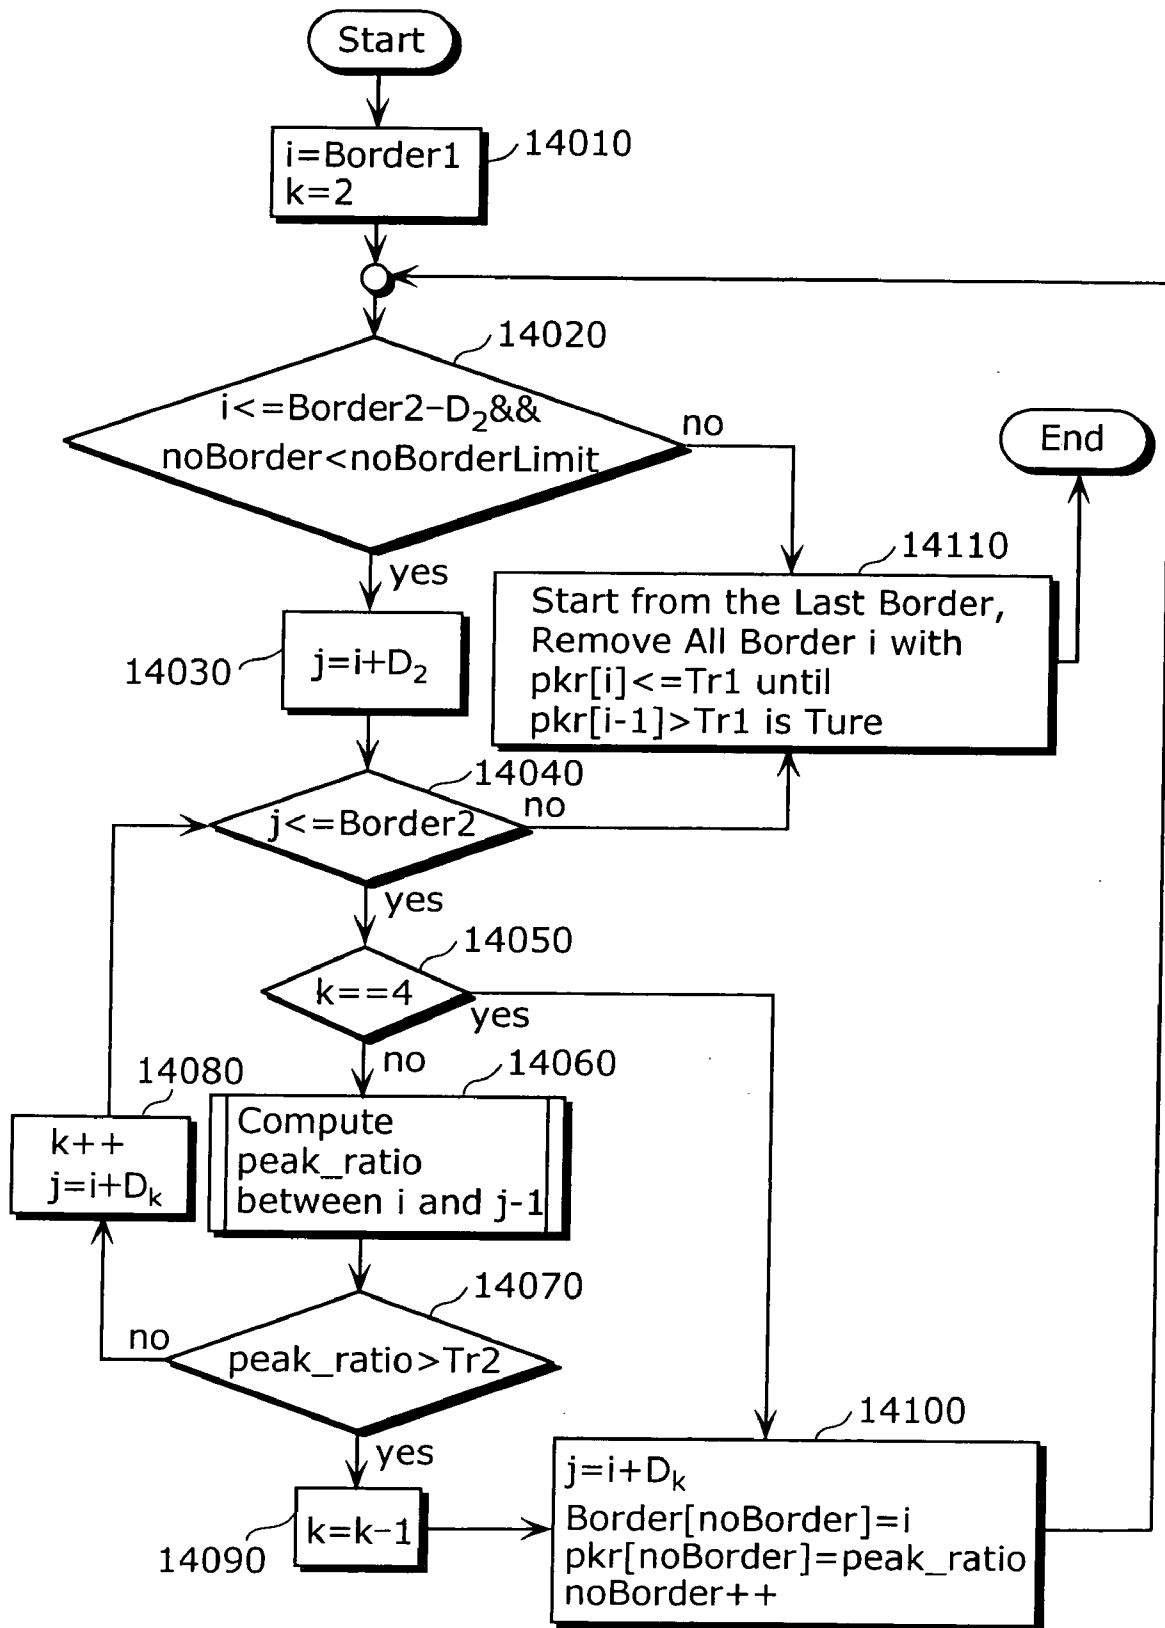 Start
14010
i=Border1
k=2
14020
i<=Border2-D₂&&
noBorder<noBorderLimit
no
End
yes
14110
Start from the Last Border,
Remove All Border i with
pkr[i]<=Tr1 until
pkr[i-1]>Tr1 is Ture
14030
j=i+D₂
14040
j<=Border2
no
yes
14050
k==4
yes
no
14080
k++
j=i+Dₖ
14060
Compute
peak_ratio
between i and j-1
14070
no
peak_ratio>Tr2
yes
14090
k=k-1
14100
j=i+Dₖ
Border[noBorder]=i
pkr[noBorder]=peak_ratio
noBorder++